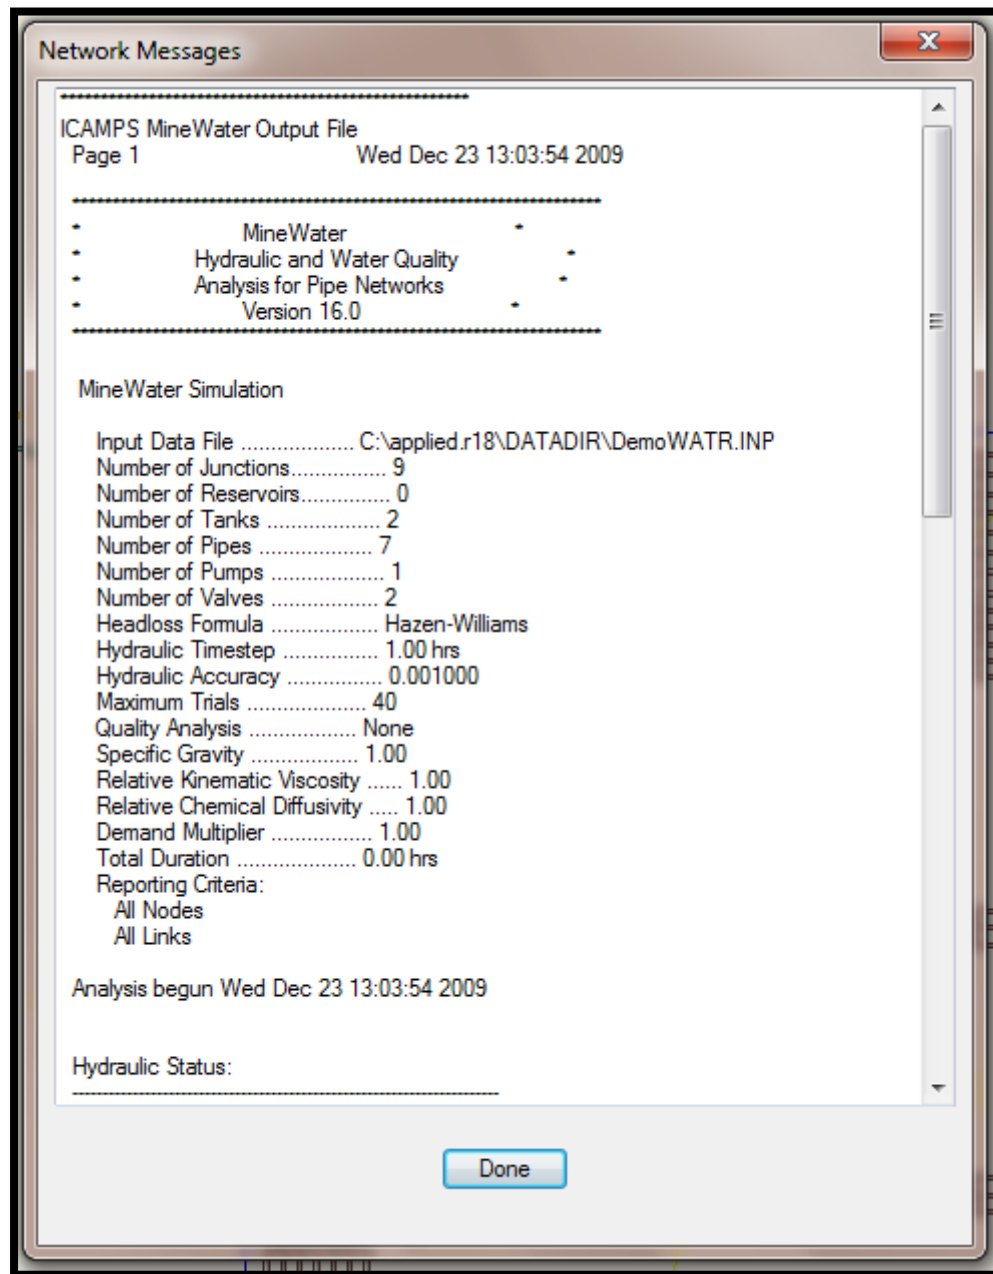 Network Messages
***************************************************
ICAMPS MineWater Output File
Page 1 Wed Dec 23 13:03:54 2009
******************************************************************
* MineWater *
* Hydraulic and Water Quality *
* Analysis for Pipe Networks *
* Version 16.0 *
******************************************************************
MineWater Simulation
Input Data File ................... C:\applied.r18\DATADIR\DemoWATR.INP
Number of Junctions................ 9
Number of Reservoirs............... 0
Number of Tanks ................... 2
Number of Pipes ................... 7
Number of Pumps ................... 1
Number of Valves .................. 2
Headloss Formula .................. Hazen-Williams
Hydraulic Timestep ................ 1.00 hrs
Hydraulic Accuracy ................ 0.001000
Maximum Trials .................... 40
Quality Analysis .................. None
Specific Gravity .................. 1.00
Relative Kinematic Viscosity ...... 1.00
Relative Chemical Diffusivity ..... 1.00
Demand Multiplier ................. 1.00
Total Duration .................... 0.00 hrs
Reporting Criteria:
All Nodes
All Links
Analysis begun Wed Dec 23 13:03:54 2009
Hydraulic Status:
-----------------------------------------------------------------------
Done